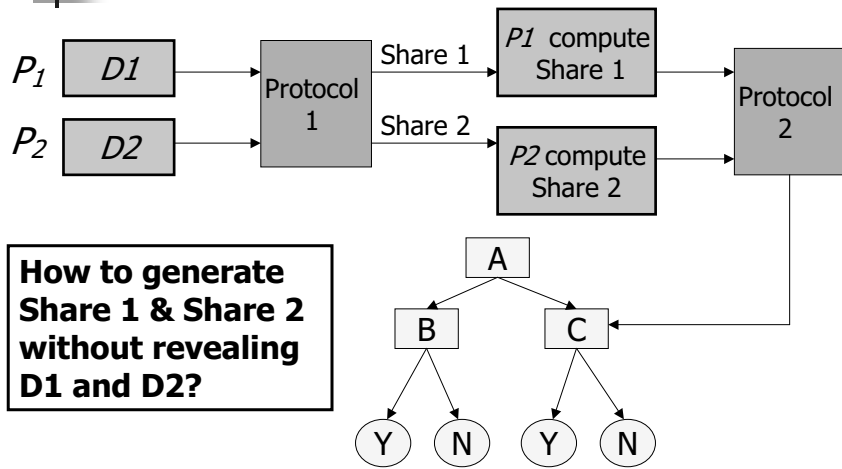 P1
D1
P2
D2
Protocol
1
Share 1
Share 2
P1 compute
Share 1
P2 compute
Share 2
Protocol
2
How to generate
Share 1 & Share 2
without revealing
D1 and D2?
A
B
C
Y
N
Y
N